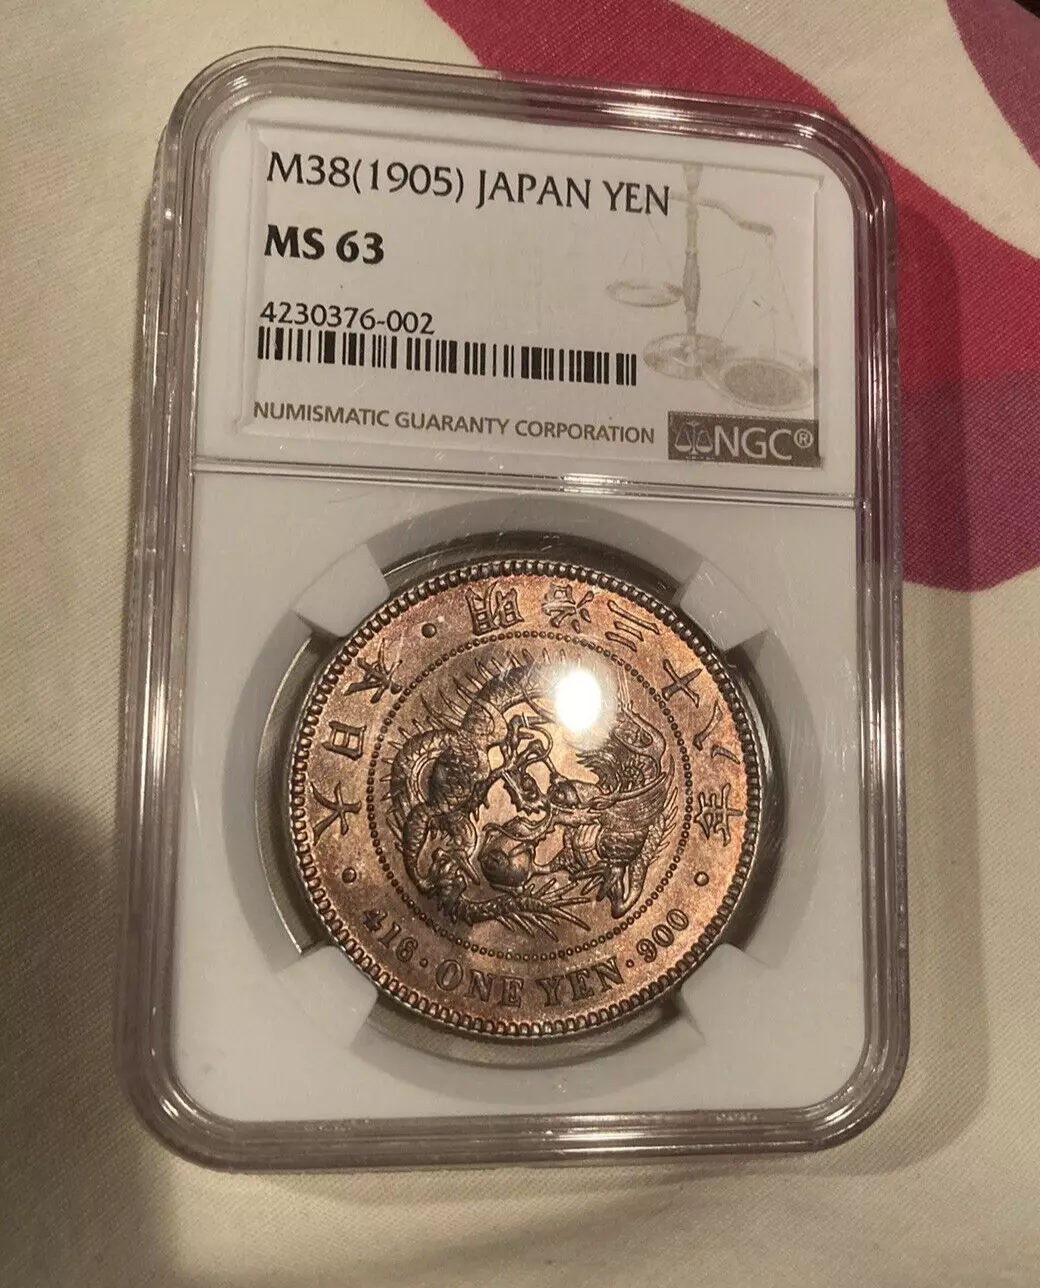 M38(1905) JAPAN YEN
MS 63
4230376-002
NUMISMATIC GUARANTY CORPORATION
NGC®
大日本 · 明治三十八年 ·
416 · ONE YEN · 900